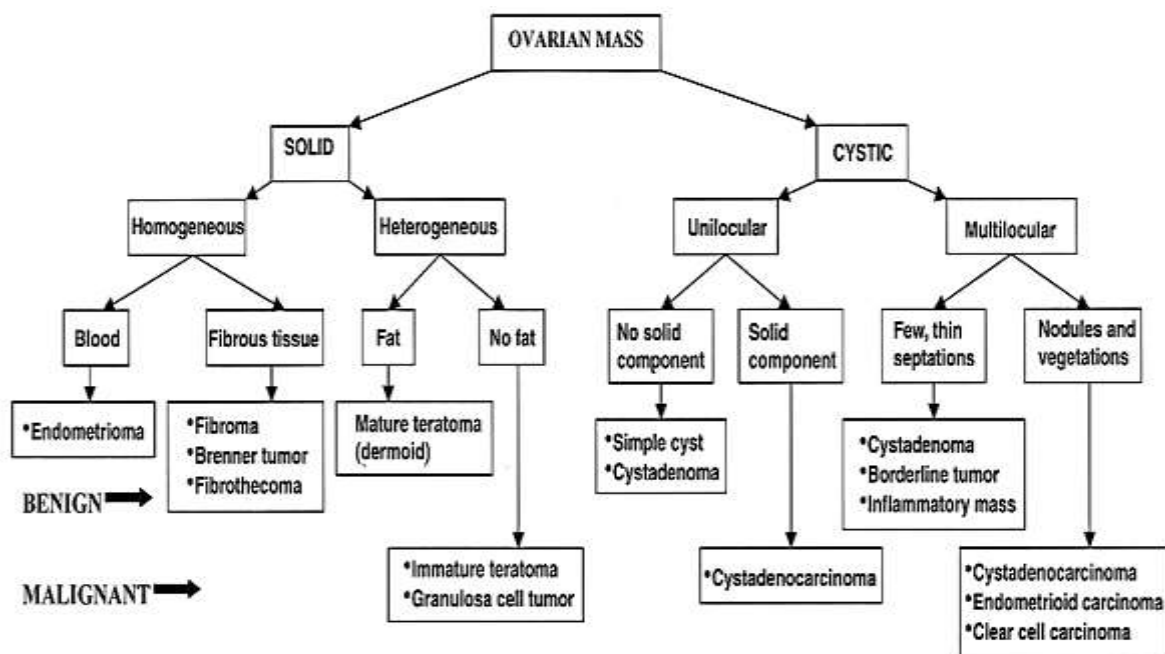 OVARIAN MASS
SOLID
CYSTIC
Homogeneous
Heterogeneous
Unilocular
Multilocular
Blood
Fibrous tissue
Fat
No fat
No solid
component
Solid
component
Few, thin
septations
Nodules and
vegetations
•Endometrioma
•Fibroma
•Brenner tumor
•Fibrothecoma
Mature teratoma
(dermoid)
•Simple cyst
•Cystadenoma
•Cystadenoma
•Borderline tumor
•Inflammatory mass
BENIGN
MALIGNANT
•Immature teratoma
•Granulosa cell tumor
•Cystadenocarcinoma
•Cystadenocarcinoma
•Endometrioid carcinoma
•Clear cell carcinoma